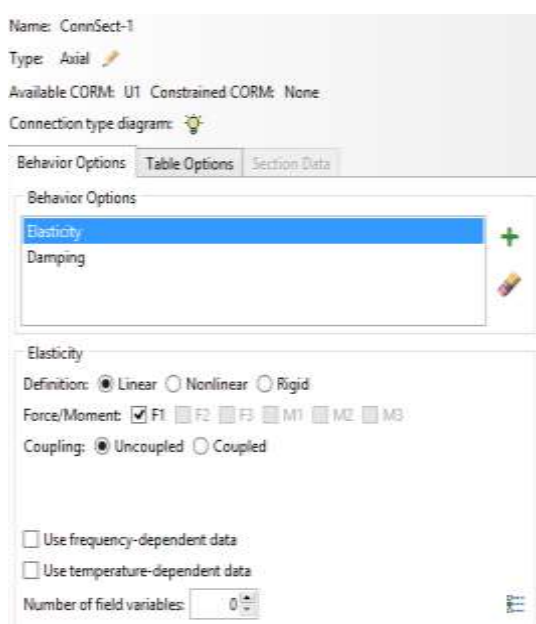 Name: ConnSect-1
Type: Axial
Available CORM: U1 Constrained CORM: None
Connection type diagram:
Behavior Options Table Options Section Data
Behavior Options
Elasticity
Damping
Elasticity
Definition: Linear Nonlinear Rigid
Force/Moment: F1 F2 F3 M1 M2 M3
Coupling: Uncoupled Coupled
Use frequency-dependent data
Use temperature-dependent data
Number of field variables: 0